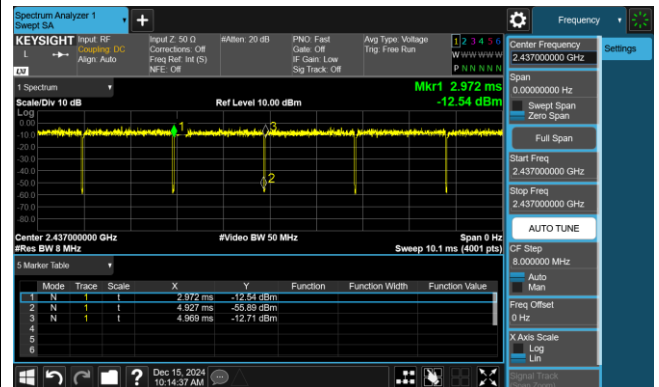 Spectrum Analyzer 1
Swept SA
Frequency
KEYSIGHT
L
LXI
Input: RF
Coupling: DC
Align: Auto
Input Z: 50 Ω
Corrections: Off
Freq Ref: Int (S)
NFE: Off
#Atten: 20 dB
PNO: Fast
Gate: Off
IF Gain: Low
Sig Track: Off
Avg Type: Voltage
Trig: Free Run
1 2 3 4 5 6
W W W W W W
P N N N N N
1 Spectrum
Scale/Div 10 dB
Ref Level 10.00 dBm
Mkr1 2.972 ms
-12.54 dBm
Log
0.00
-10.0
-20.0
-30.0
-40.0
-50.0
-60.0
-70.0
-80.0
1
2
3
Center 2.437000000 GHz
#Video BW 50 MHz
Span 0 Hz
#Res BW 8 MHz
Sweep 10.1 ms (4001 pts)
5 Marker Table
Mode Trace Scale X Y Function Function Width Function Value
1 N 1 t 2.972 ms -12.54 dBm
2 N 1 t 4.927 ms -55.89 dBm
3 N 1 t 4.969 ms -12.71 dBm
4
5
6
Dec 15, 2024
10:14:37 AM
Center Frequency
2.437000000 GHz
Settings
Span
0.00000000 Hz
Swept Span
Zero Span
Full Span
Start Freq
2.437000000 GHz
Stop Freq
2.437000000 GHz
AUTO TUNE
CF Step
8.000000 MHz
Auto
Man
Freq Offset
0 Hz
X Axis Scale
Log
Lin
Signal Track
(Span Zoom)